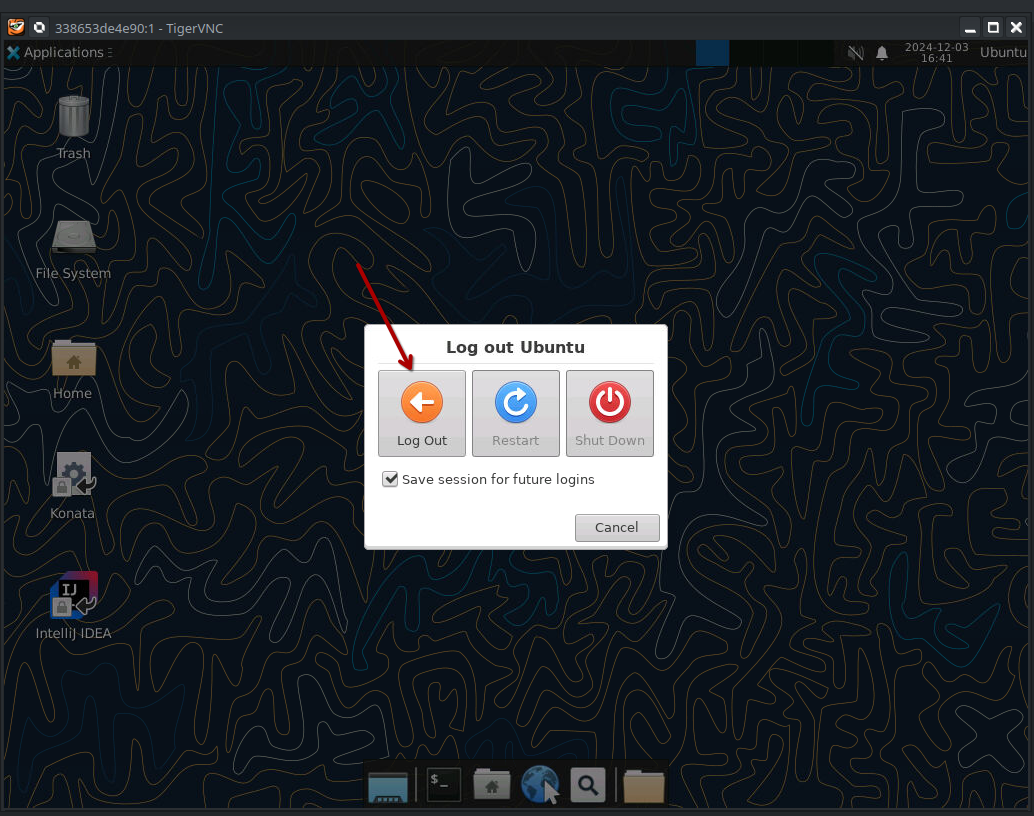 338653de4e90:1 - TigerVNC
Applications
2024-12-03
16:41
Ubuntu
Trash
File System
Home
Konata
IJ
IntelliJ IDEA
Log out Ubuntu
Log Out
Restart
Shut Down
Save session for future logins
Cancel
$_